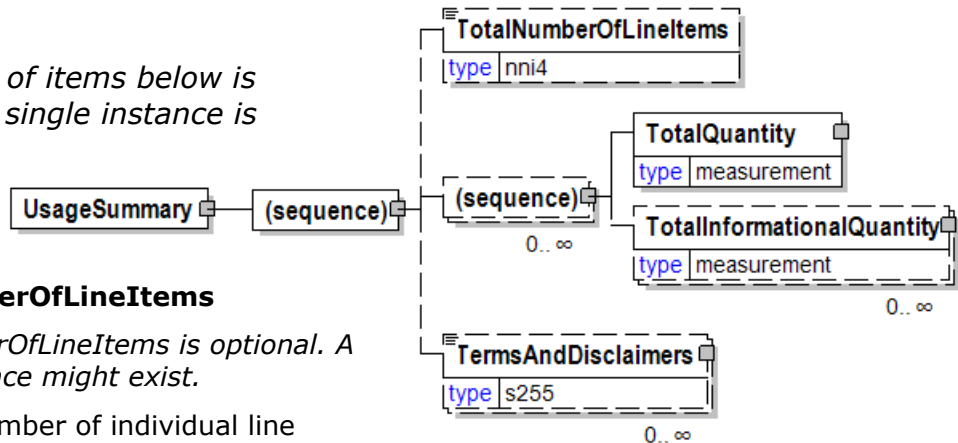 TotalNumberOfLineItems
type nni4
of items below is
single instance is
TotalQuantity
type measurement
UsageSummary
(sequence)
(sequence)
0.. ∞
TotalInformationalQuantity
type measurement
0.. ∞
erOfLineItems
rOfLineItems is optional. A
nce might exist.
TermsAndDisclaimers
type s255
mber of individual line
0.. ∞